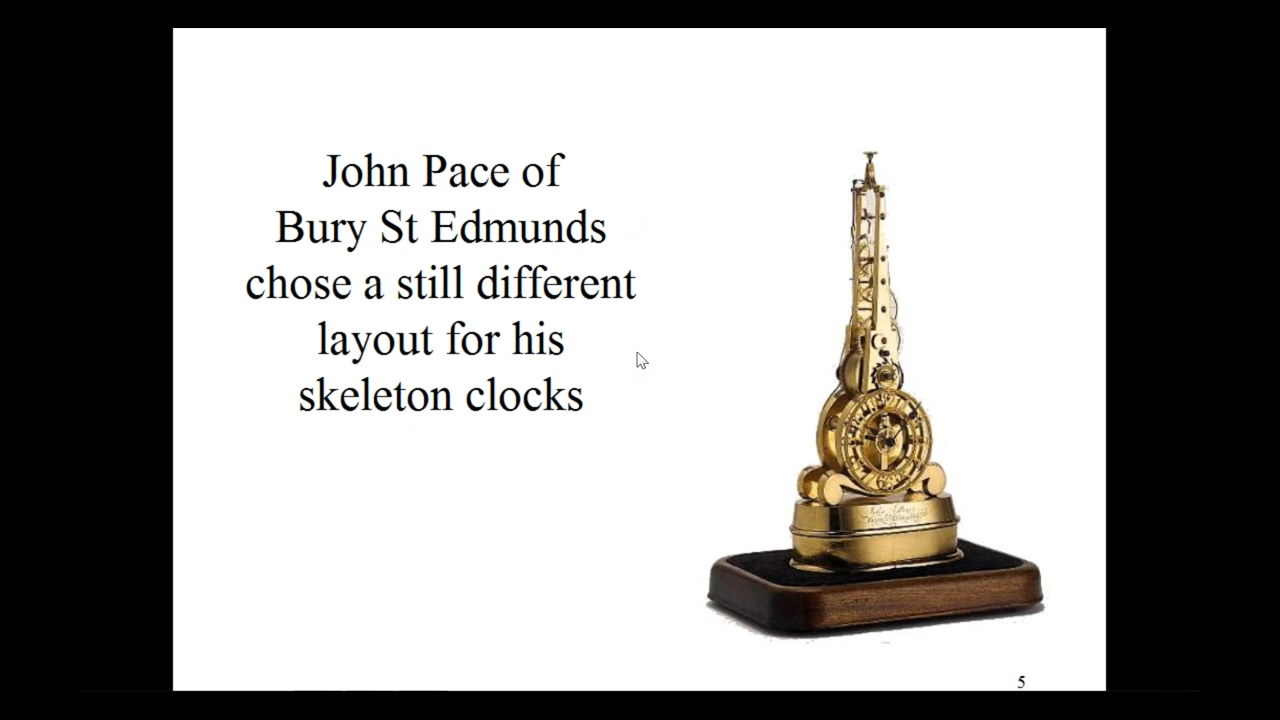 John Pace of
Bury St Edmunds
chose a still different
layout for his
skeleton clocks
5